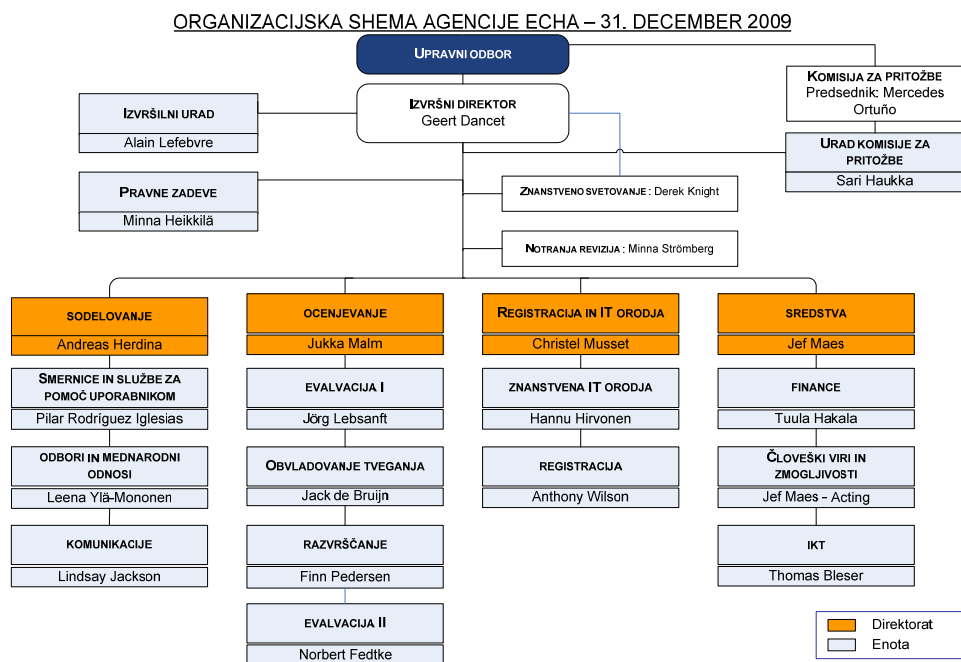 ORGANIZACIJSKA SHEMA AGENCIJE ECHA – 31. DECEMBER 2009
UPRAVNI ODBOR
KOMISIJA ZA PRITOŽBE
Predsednik: Mercedes
Ortuño
IZVRŠILNI URAD
Alain Lefebvre
IZVRŠNI DIREKTOR
Geert Dancet
URAD KOMISIJE ZA
PRITOŽBE
Sari Haukka
PRAVNE ZADEVE
Minna Heikkilä
ZNANSTVENO SVETOVANJE : Derek Knight
NOTRANJA REVIZIJA : Minna Strömberg
SODELOVANJE
Andreas Herdina
SMERNICE IN SLUŽBE ZA
POMOČ UPORABNIKOM
Pilar Rodríguez Iglesias
ODBORI IN MEDNARODNI
ODNOSI
Leena Ylä-Mononen
KOMUNIKACIJE
Lindsay Jackson
OCENJEVANJE
Jukka Malm
EVALVACIJA I
Jörg Lebsanft
OBVLADOVANJE TVEGANJA
Jack de Bruijn
RAZVRŠČANJE
Finn Pedersen
EVALVACIJA II
Norbert Fedtke
REGISTRACIJA IN IT ORODJA
Christel Musset
ZNANSTVENA IT ORODJA
Hannu Hirvonen
REGISTRACIJA
Anthony Wilson
SREDSTVA
Jef Maes
FINANCE
Tuula Hakala
ČLOVEŠKI VIRI IN
ZMOGLJIVOSTI
Jef Maes - Acting
IKT
Thomas Bleser
Direktorat
Enota